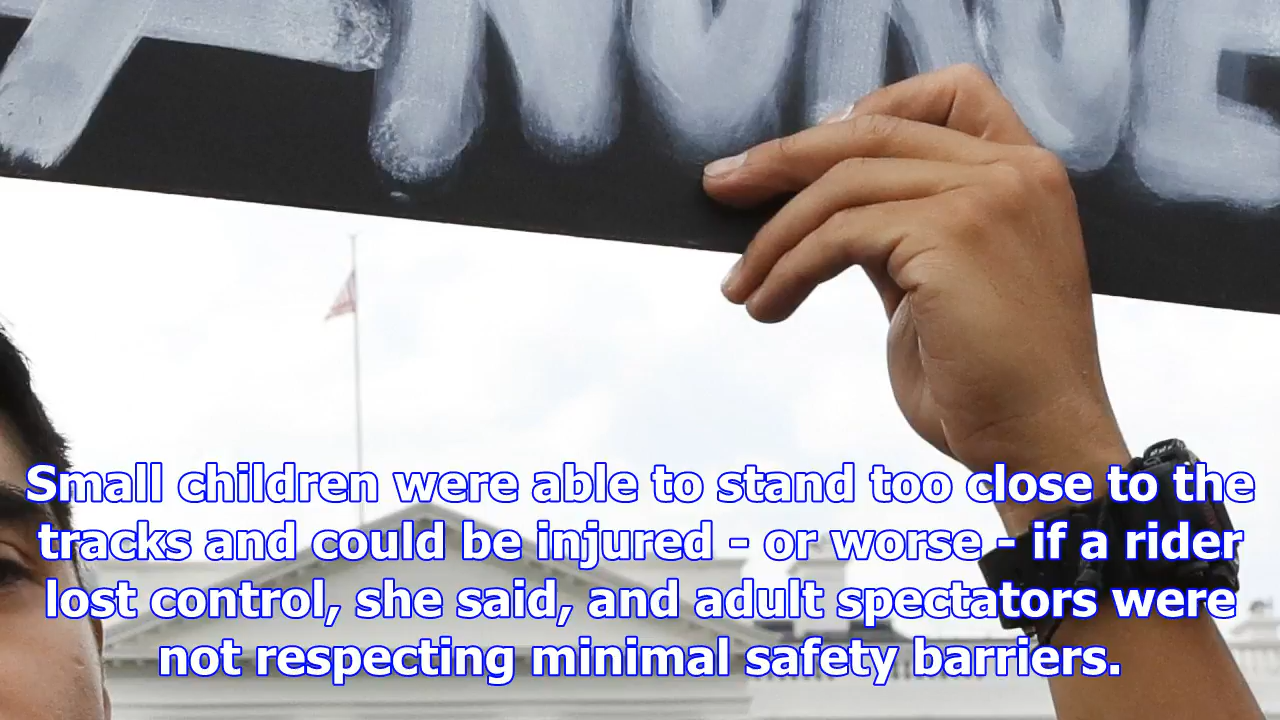 Small children were able to stand too close to the
tracks and could be injured - or worse - if a rider
lost control, she said, and adult spectators were
not respecting minimal safety barriers.